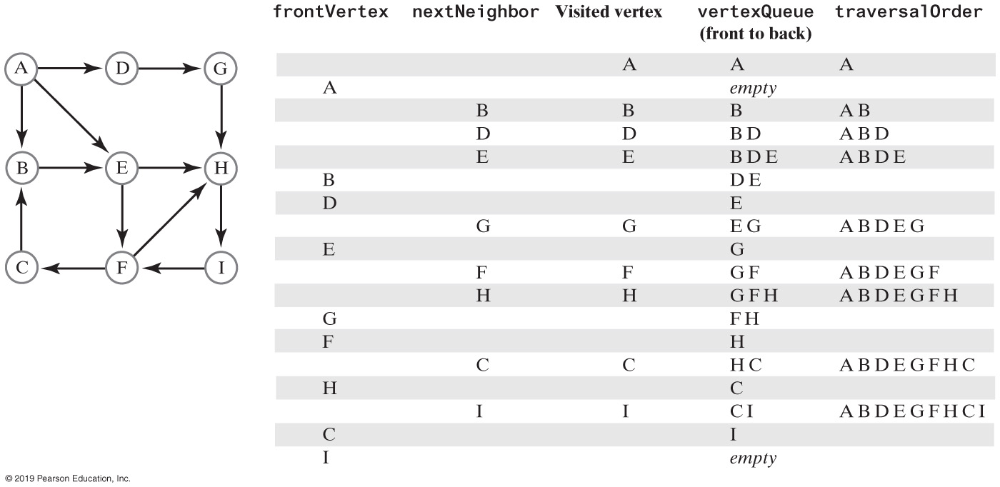 frontVertex nextNeighbor Visited vertex vertexQueue traversalOrder
(front to back)
A D G
B E H
C F I
A A A
A empty
B B B A B
D D B D A B D
E E B D E A B D E
B D E
D E
G G E G A B D E G
E G
F F G F A B D E G F
H H G F H A B D E G F H
G F H
F H
C C H C A B D E G F H C
H C
I I C I A B D E G F H C I
C I
I empty
© 2019 Pearson Education, Inc.